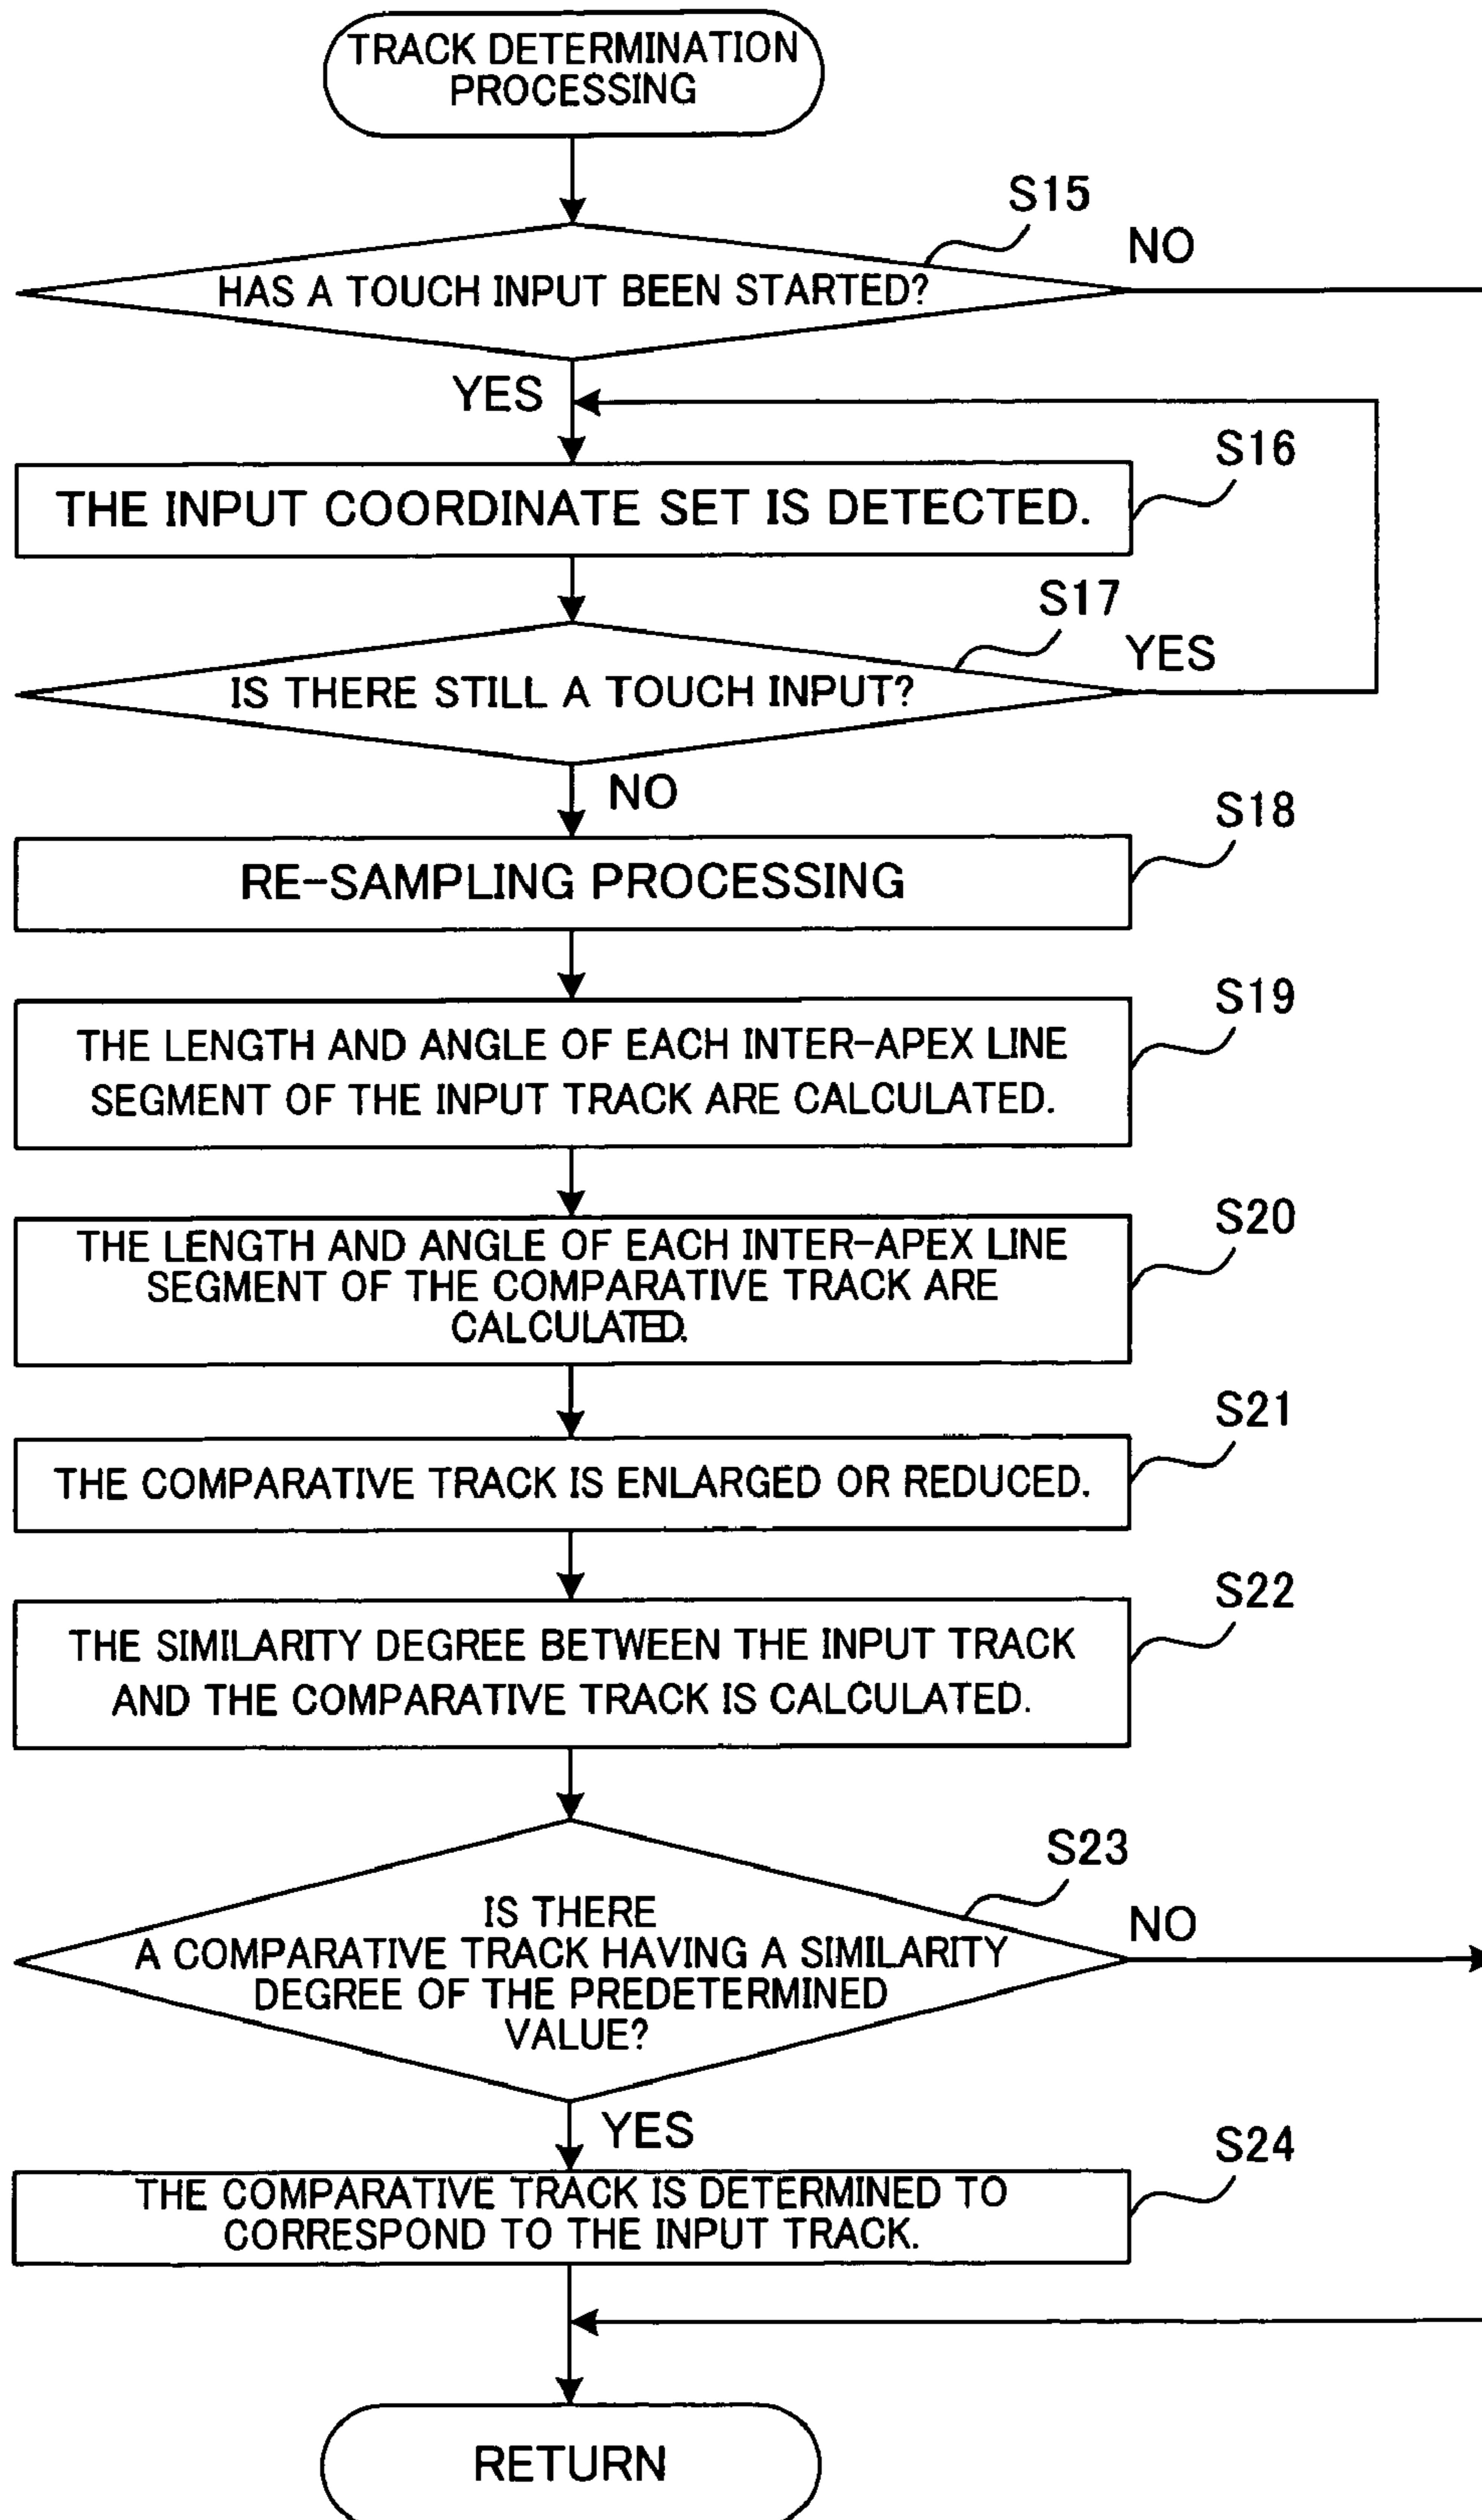 TRACK DETERMINATION
PROCESSING
S15
NO
HAS A TOUCH INPUT BEEN STARTED?
YES
S16
THE INPUT COORDINATE SET IS DETECTED.
S17
YES
IS THERE STILL A TOUCH INPUT?
NO
S18
RE-SAMPLING PROCESSING
S19
THE LENGTH AND ANGLE OF EACH INTER-APEX LINE
SEGMENT OF THE INPUT TRACK ARE CALCULATED.
S20
THE LENGTH AND ANGLE OF EACH INTER-APEX LINE
SEGMENT OF THE COMPARATIVE TRACK ARE
CALCULATED.
S21
THE COMPARATIVE TRACK IS ENLARGED OR REDUCED.
S22
THE SIMILARITY DEGREE BETWEEN THE INPUT TRACK
AND THE COMPARATIVE TRACK IS CALCULATED.
S23
NO
IS THERE
A COMPARATIVE TRACK HAVING A SIMILARITY
DEGREE OF THE PREDETERMINED
VALUE?
YES
S24
THE COMPARATIVE TRACK IS DETERMINED TO
CORRESPOND TO THE INPUT TRACK.
RETURN